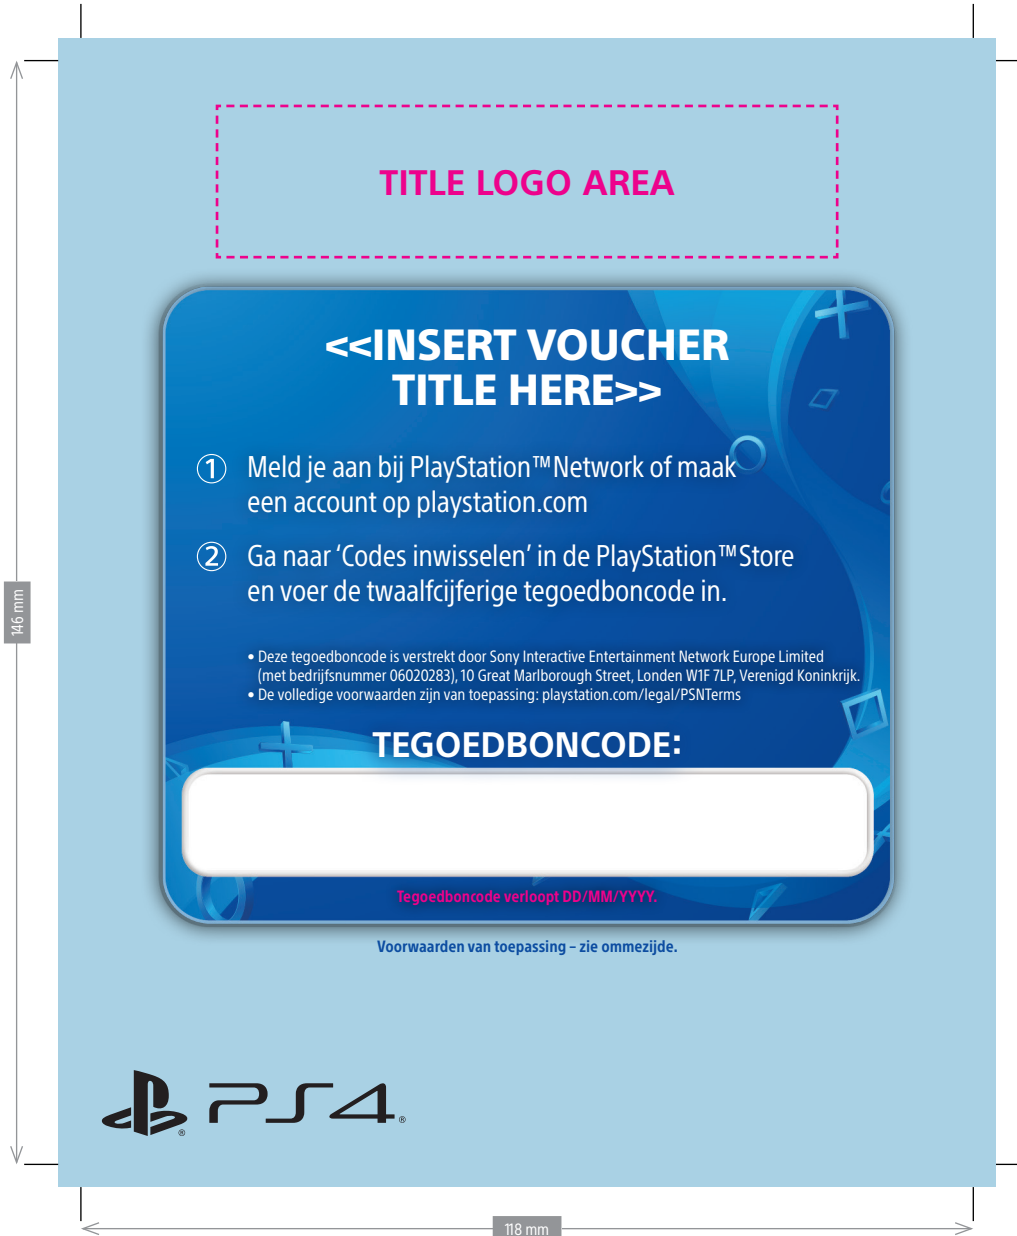 TITLE LOGO AREA
<<INSERT VOUCHER
TITLE HERE>>
① Meld je aan bij PlayStation™Network of maak
een account op playstation.com
② Ga naar ‘Codes inwisselen’ in de PlayStation™Store
en voer de twaalfcijferige tegoedboncode in.
• Deze tegoedboncode is verstrekt door Sony Interactive Entertainment Network Europe Limited
(met bedrijfsnummer 06020283), 10 Great Marlborough Street, Londen W1F 7LP, Verenigd Koninkrijk.
• De volledige voorwaarden zijn van toepassing: playstation.com/legal/PSNTerms
TEGOEDBONCODE:
Tegoedboncode verloopt DD/MM/YYYY.
Voorwaarden van toepassing – zie ommezijde.
146 mm
® PS4®
118 mm